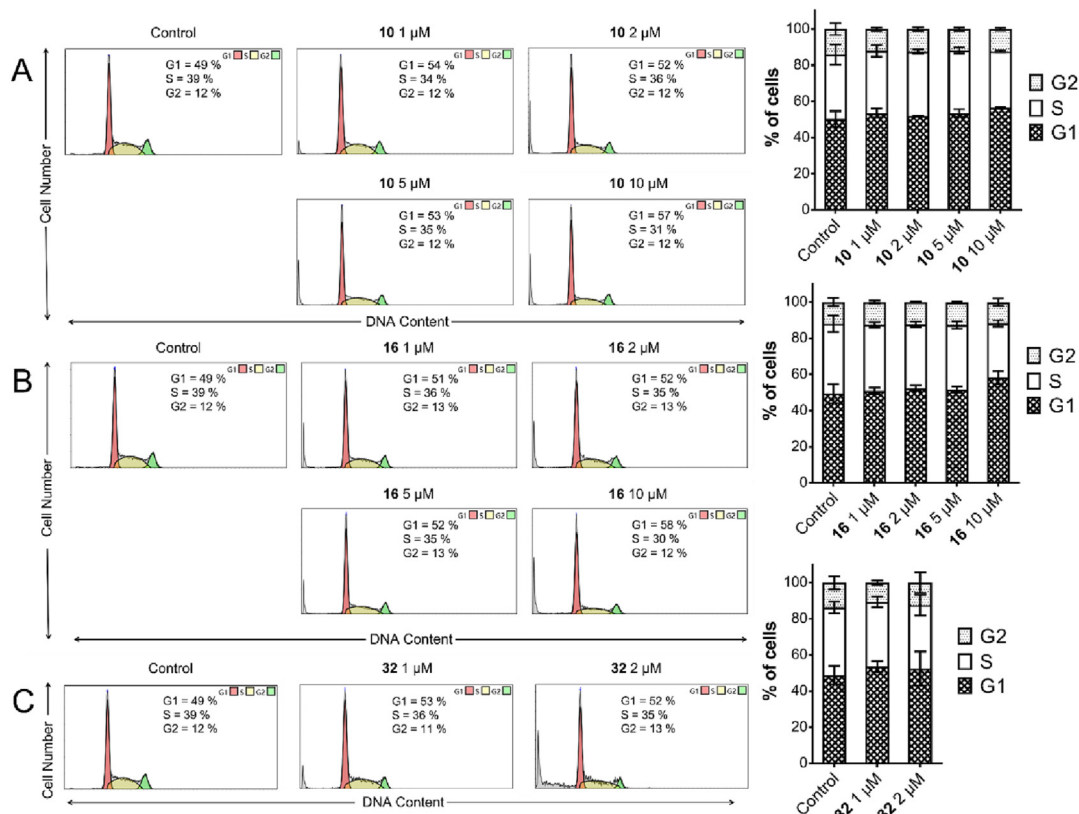 A
Control
G1 S G2
G1 = 49 %
S = 39 %
G2 = 12 %
10 1 µM
G1 S G2
G1 = 54 %
S = 34 %
G2 = 12 %
10 2 µM
G1 S G2
G1 = 52 %
S = 36 %
G2 = 12 %
10 5 µM
G1 S G2
G1 = 53 %
S = 35 %
G2 = 12 %
10 10 µM
G1 S G2
G1 = 57 %
S = 31 %
G2 = 12 %
Cell Number
DNA Content
% of cells
100
80
60
40
20
0
Control
10 1 µM
10 2 µM
10 5 µM
10 10 µM
G2
S
G1
B
Control
G1 S G2
G1 = 49 %
S = 39 %
G2 = 12 %
16 1 µM
G1 S G2
G1 = 51 %
S = 36 %
G2 = 13 %
16 2 µM
G1 S G2
G1 = 52 %
S = 35 %
G2 = 13 %
16 5 µM
G1 S G2
G1 = 52 %
S = 35 %
G2 = 13 %
16 10 µM
G1 S G2
G1 = 58 %
S = 30 %
G2 = 12 %
Cell Number
DNA Content
% of cells
100
80
60
40
20
0
Control
16 1 µM
16 2 µM
16 5 µM
16 10 µM
G2
S
G1
C
Control
G1 S G2
G1 = 49 %
S = 39 %
G2 = 12 %
32 1 µM
G1 S G2
G1 = 53 %
S = 36 %
G2 = 11 %
32 2 µM
G1 S G2
G1 = 52 %
S = 35 %
G2 = 13 %
Cell Number
DNA Content
% of cells
100
80
60
40
20
0
Control
32 1 µM
32 2 µM
G2
S
G1